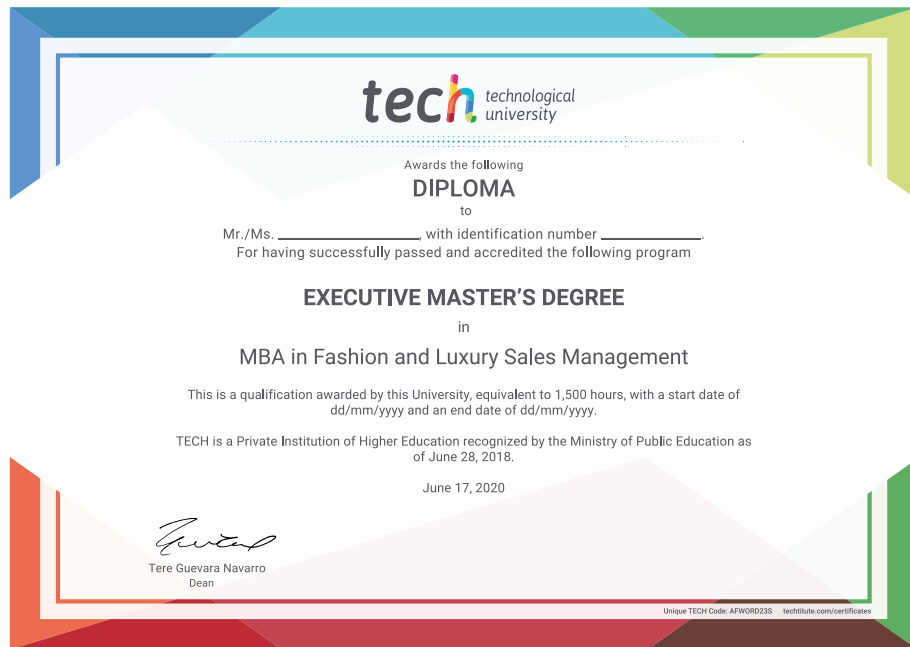 tech technological
university
Awards the following
DIPLOMA
to
Mr./Ms. ____________________, with identification number ______________.
For having successfully passed and accredited the following program
EXECUTIVE MASTER'S DEGREE
in
MBA in Fashion and Luxury Sales Management
This is a qualification awarded by this University, equivalent to 1,500 hours, with a start date of
dd/mm/yyyy and an end date of dd/mm/yyyy.
TECH is a Private Institution of Higher Education recognized by the Ministry of Public Education as
of June 28, 2018.
June 17, 2020
Tere Guevara Navarro
Dean
Unique TECH Code: AFWORD23S techtitute.com/certificates